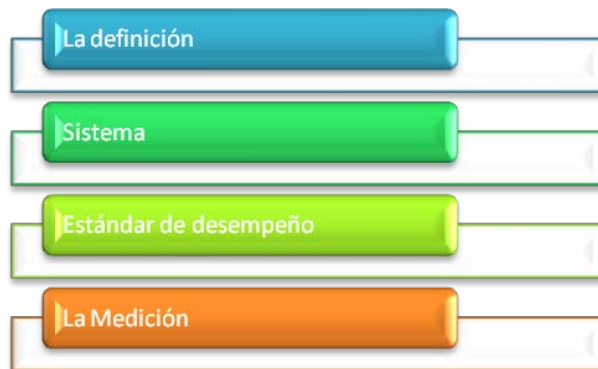 La definición
Sistema
Estándar de desempeño
La Medición